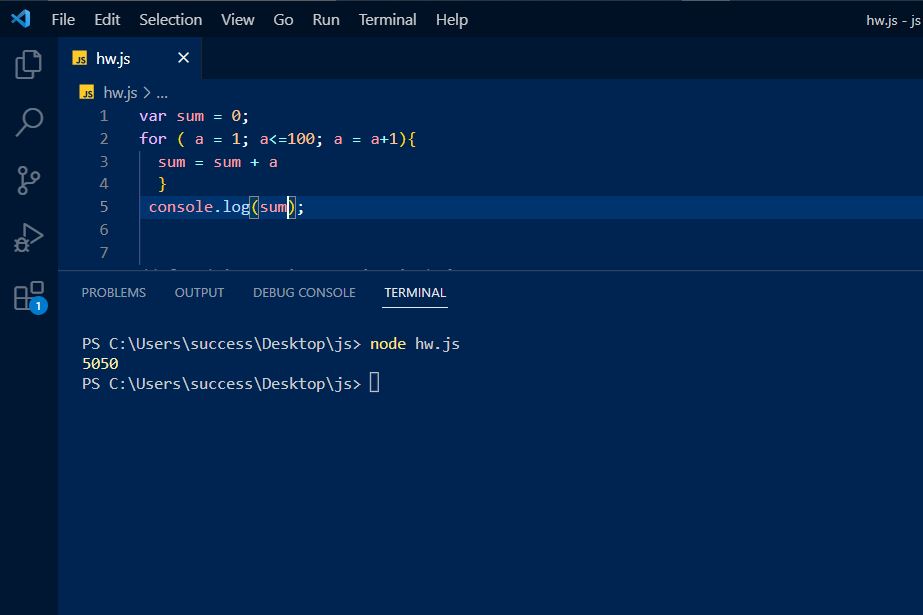 File Edit Selection View Go Run Terminal Help hw.js - js
JS hw.js ×
JS hw.js > ...
1 var sum = 0;
2 for ( a = 1; a<=100; a = a+1){
3 sum = sum + a
4 }
5 console.log(sum);
6
7
PROBLEMS OUTPUT DEBUG CONSOLE TERMINAL
1
PS C:\Users\success\Desktop\js> node hw.js
5050
PS C:\Users\success\Desktop\js>